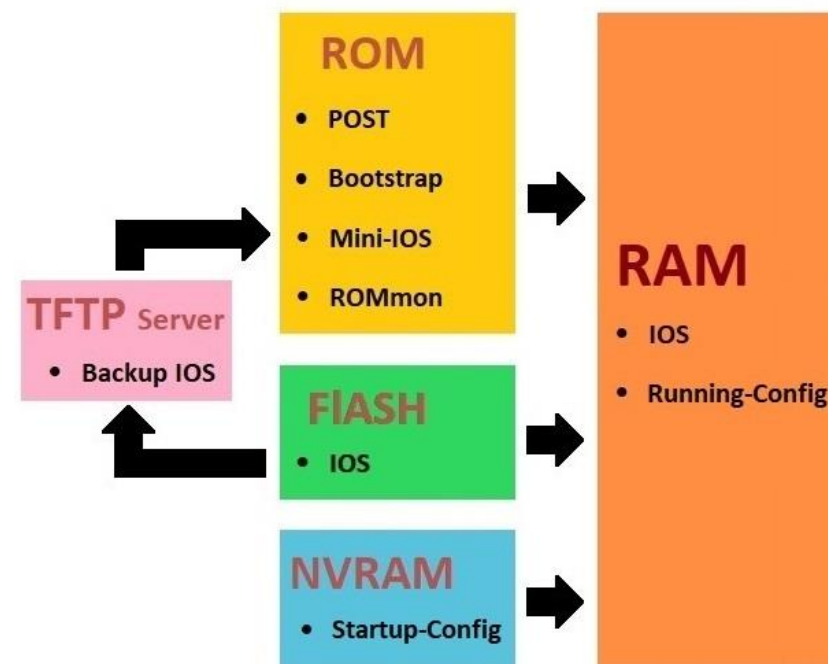 ROM
• POST
• Bootstrap
• Mini-IOS
• ROMmon
TFTP Server
• Backup IOS
FlASH
• IOS
NVRAM
• Startup-Config
RAM
• IOS
• Running-Config